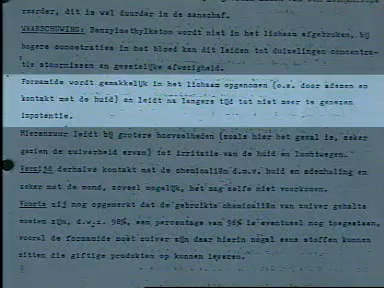 reerder, dit is wel duurder in de aanschaf.
WAARSCHUWING: Benzylmethylketon wordt niet in het lichaam afgebroken, bij
hogere concentraties in het bloed kan dit leiden tot duizelingen concentra-
tie stoornissen en geestelijke afwezigheid.
Formamide wordt gemakkelijk in het lichaam opgenomen (o.a. door adamen en
kontakt met de huid) en leidt na langere tijd tot niet meer te genezen
inpotentie.
Mierenzuur leidt bij grotere hoeveelheden (zoals hier het geval is, zeker
gezien de zuiverheid ervan) tot irritatie van de huid en luchtwegen.
Vermijd derhalve kontakt met de chemicaliën d.m.v. huid en ademhaling en
zeker met de mond, zoveel mogelijk, het mag zelfs niet voorkomen.
Voorts zij nog opgemerkt dat de gebruikte chemicaliën van zuiver gehalte
moeten zijn, d.w.z. 98%, een percentage van 96% is eventueel nog toegestaan,
vooral de formamide moet zuiver zijn daar hierin nogal eens stoffen kunnen
zitten die giftige produkten op kunnen leveren.